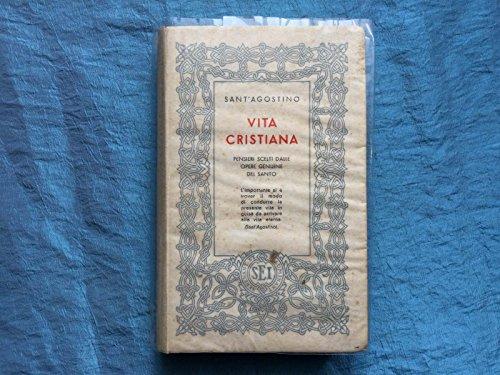 SANT'AGOSTINO
VITA
CRISTIANA
PENSIERI SCELTI DALLE
OPERE GENUINE
DEL SANTO
L'importante si è
trovar il modo
di condurre la
presente vita in
guisa da arrivare
alla vita eterna.
(Sant'Agostino).
SEI